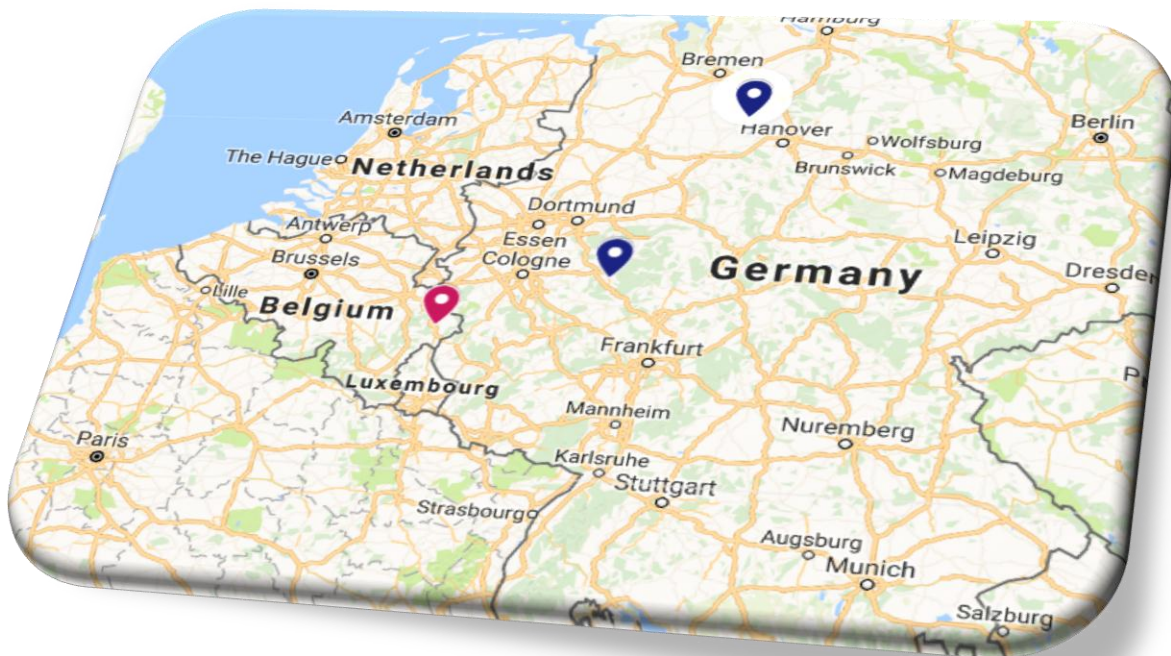 Hamburg
Bremen
Amsterdam
Hanover
Berlin
The Hague
Netherlands
Wolfsburg
Brunswick
Magdeburg
Dortmund
Antwerp
Essen
Leipzig
Brussels
Cologne
Germany
Dresden
Lille
Belgium
Frankfurt
Luxembourg
Mannheim
Paris
Nuremberg
Karlsruhe
Stuttgart
Strasbourg
Augsburg
Munich
Salzburg